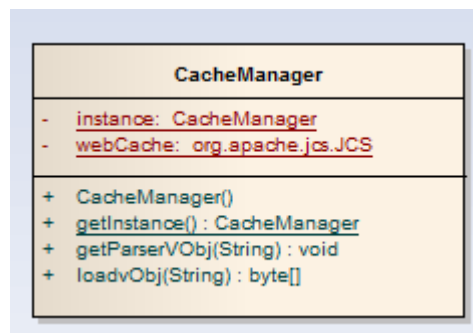 CacheManager
- instance: CacheManager
- webCache: org.apache.jcs.JCS
+ CacheManager()
+ getInstance() : CacheManager
+ getParserVObj(String) : void
+ loadvObj(String) : byte[]